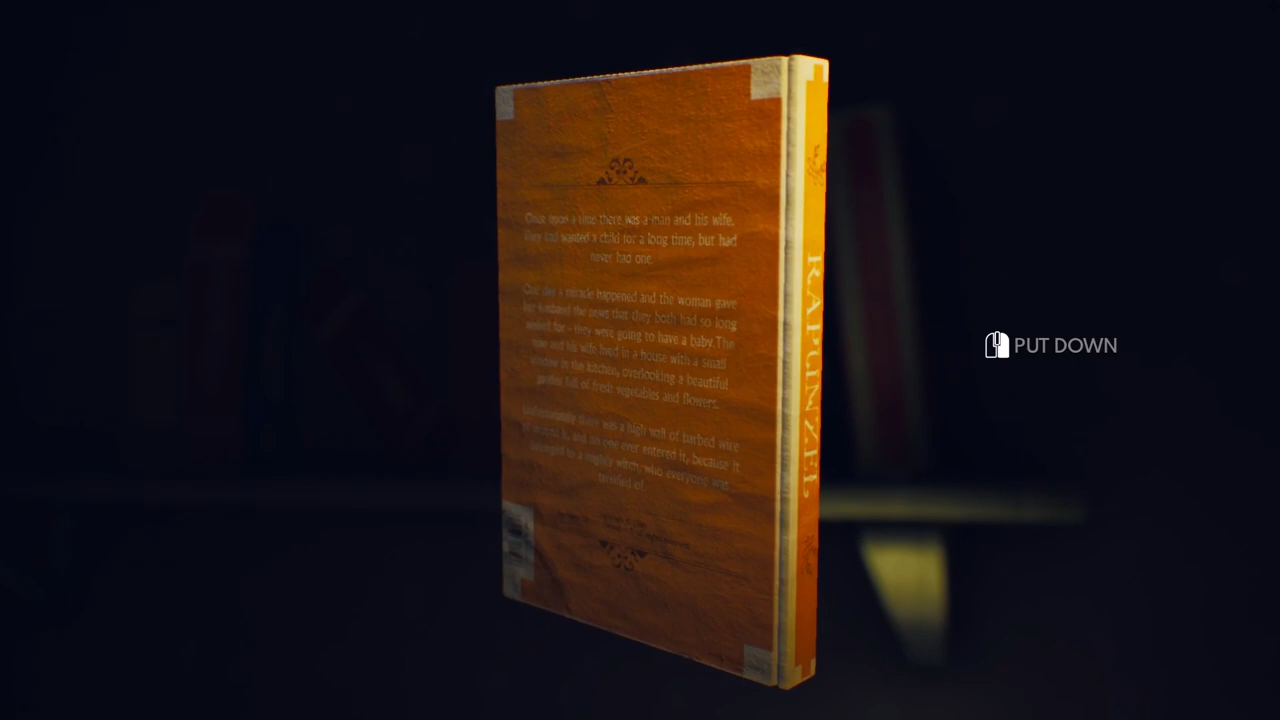 Once upon a time there was a man and his wife.
They had wanted a child for a long time, but had
never had one.
One day a miracle happened and the woman gave
her husband the news that they both had so long
waited for - they were going to have a baby.The
man and his wife lived in a house with a small
window in the kitchen, overlooking a beautiful
garden full of fresh vegetables and flowers.
Unfortunately there was a high wall of barbed wire
around it, and no one ever entered it, because it
belonged to a mighty witch, who everyone was
terrified of.
RAPUNZEL
PUT DOWN